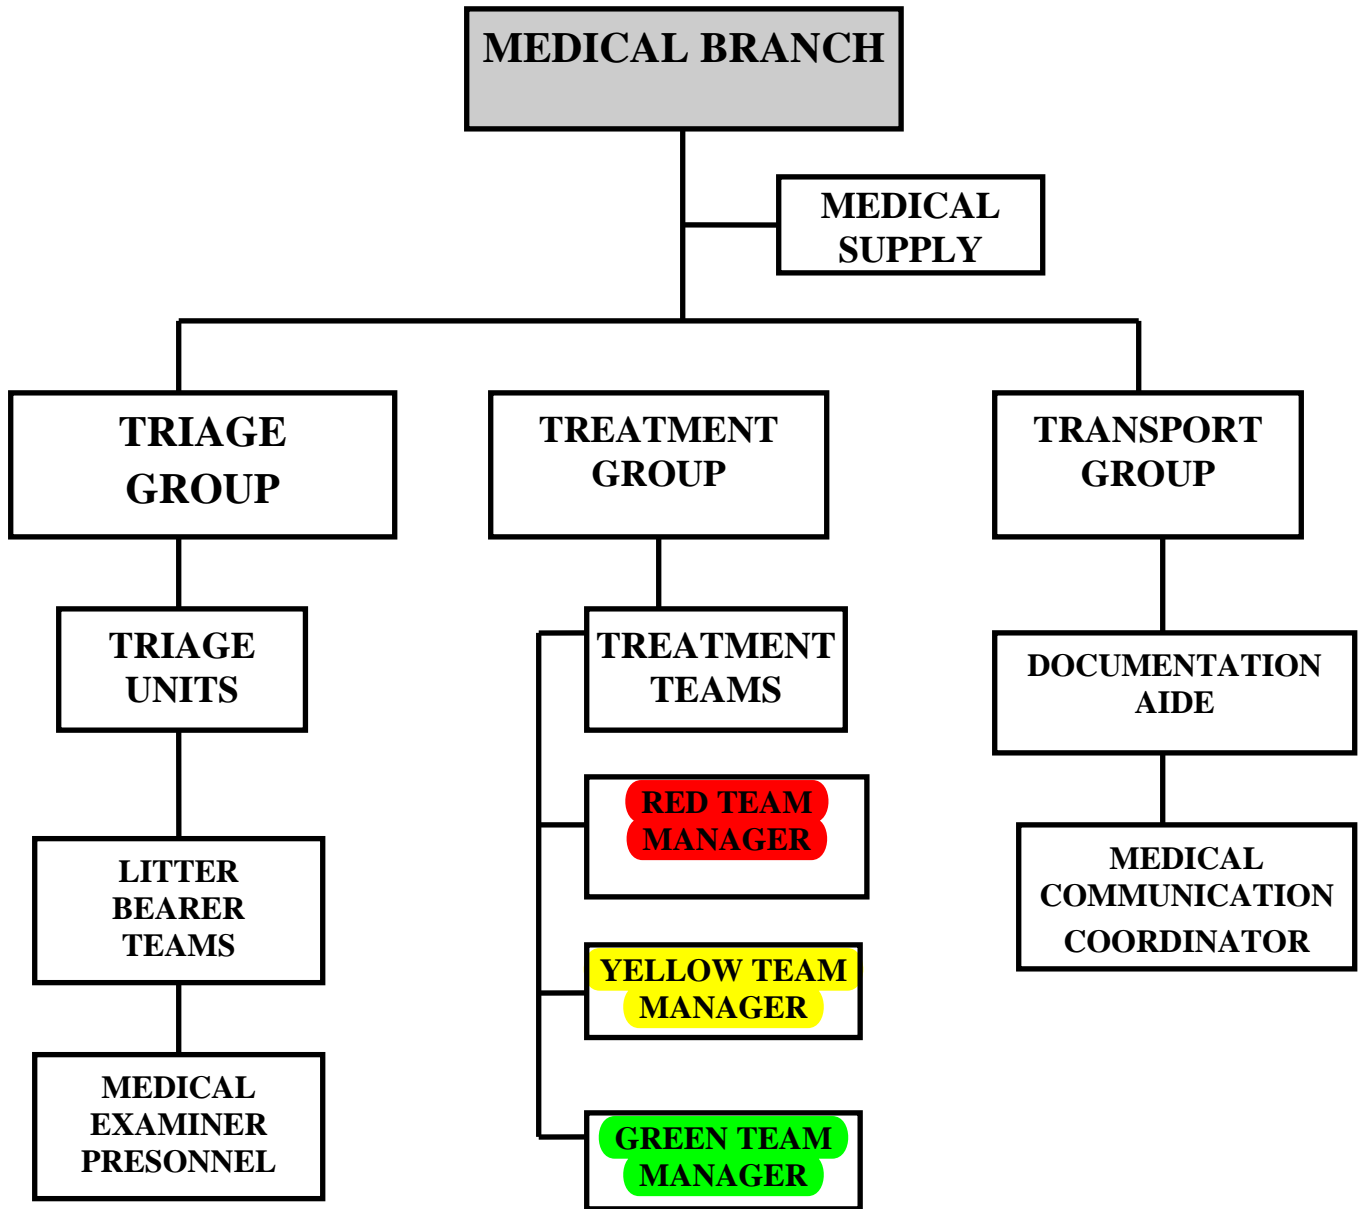 MEDICAL BRANCH
MEDICAL
SUPPLY
TRIAGE
GROUP
TREATMENT
GROUP
TRANSPORT
GROUP
TRIAGE
UNITS
TREATMENT
TEAMS
DOCUMENTATION
AIDE
RED TEAM
MANAGER
LITTER
BEARER
TEAMS
MEDICAL
COMMUNICATION
COORDINATOR
YELLOW TEAM
MANAGER
MEDICAL
EXAMINER
PRESONNEL
GREEN TEAM
MANAGER